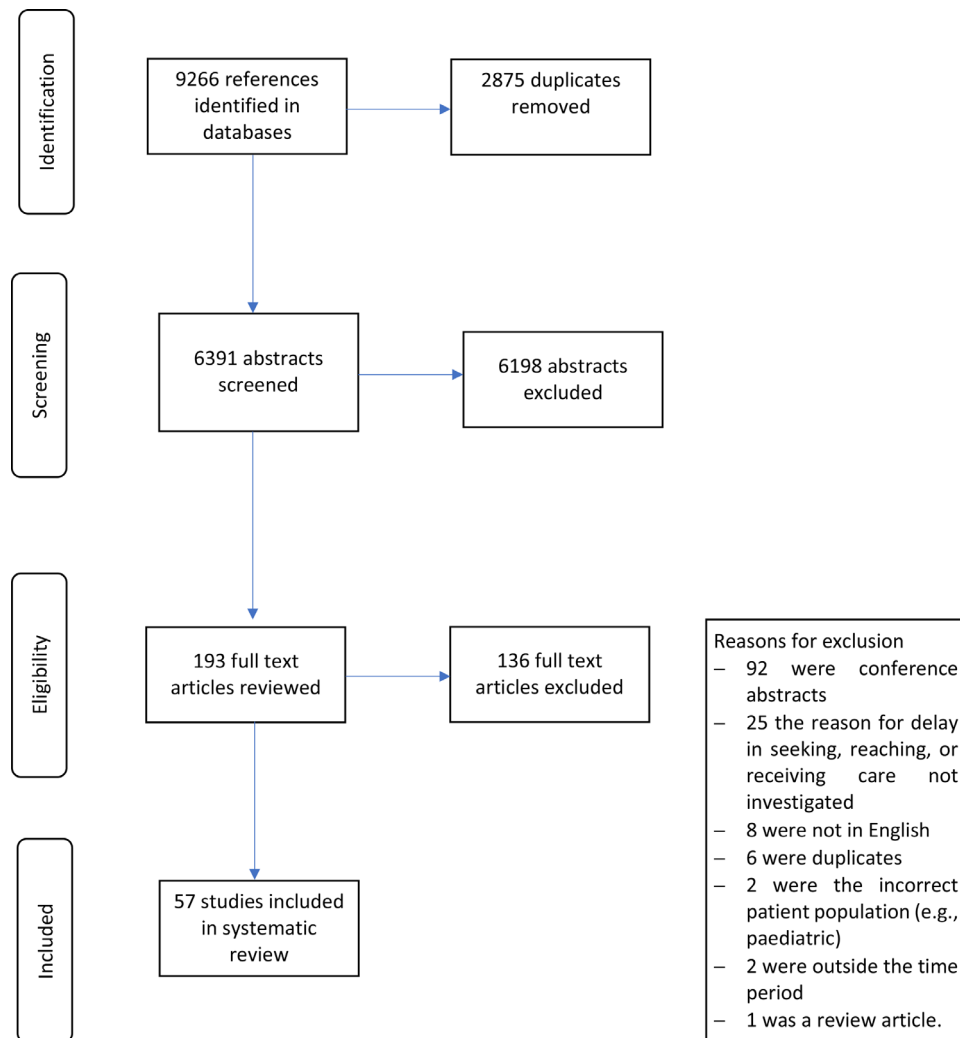 Identification
9266 references
identified in
databases
2875 duplicates
removed
Screening
6391 abstracts
screened
6198 abstracts
excluded
Eligibility
193 full text
articles reviewed
136 full text
articles excluded
Reasons for exclusion
– 92 were conference
abstracts
– 25 the reason for delay
in seeking, reaching, or
receiving care not
investigated
– 8 were not in English
– 6 were duplicates
– 2 were the incorrect
patient population (e.g.,
paediatric)
– 2 were outside the time
period
– 1 was a review article.
Included
57 studies included
in systematic
review